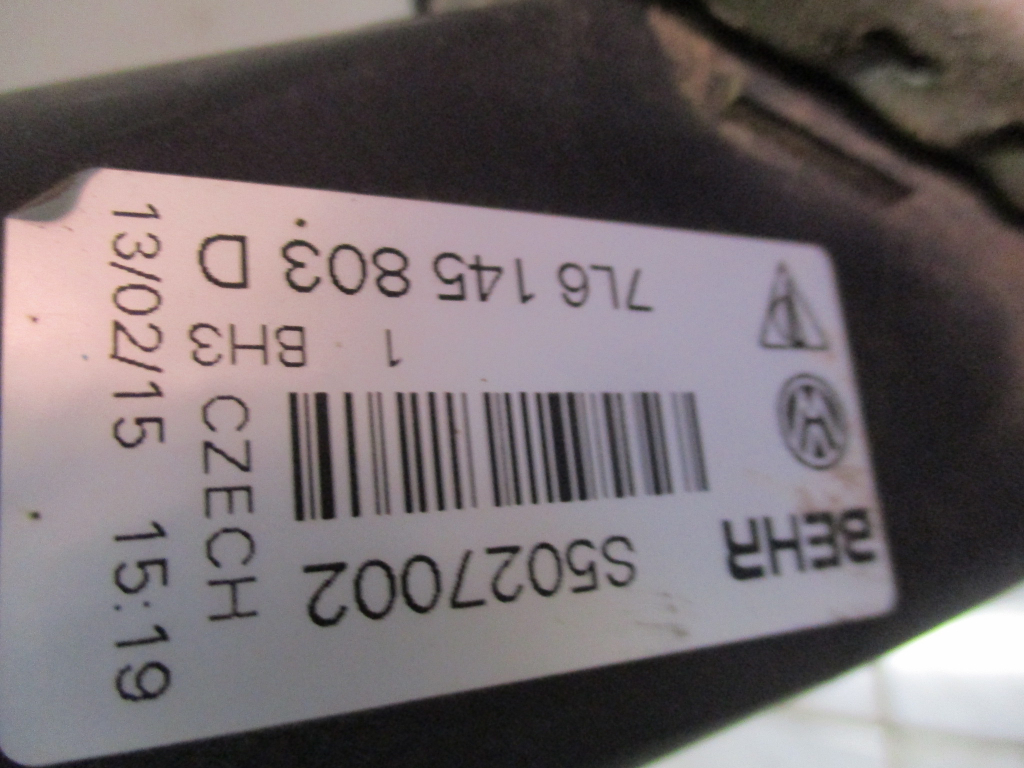 BEHR
S5027002
7L6 145 803 D
1 BH3
CZECH
13/02/15 15:19